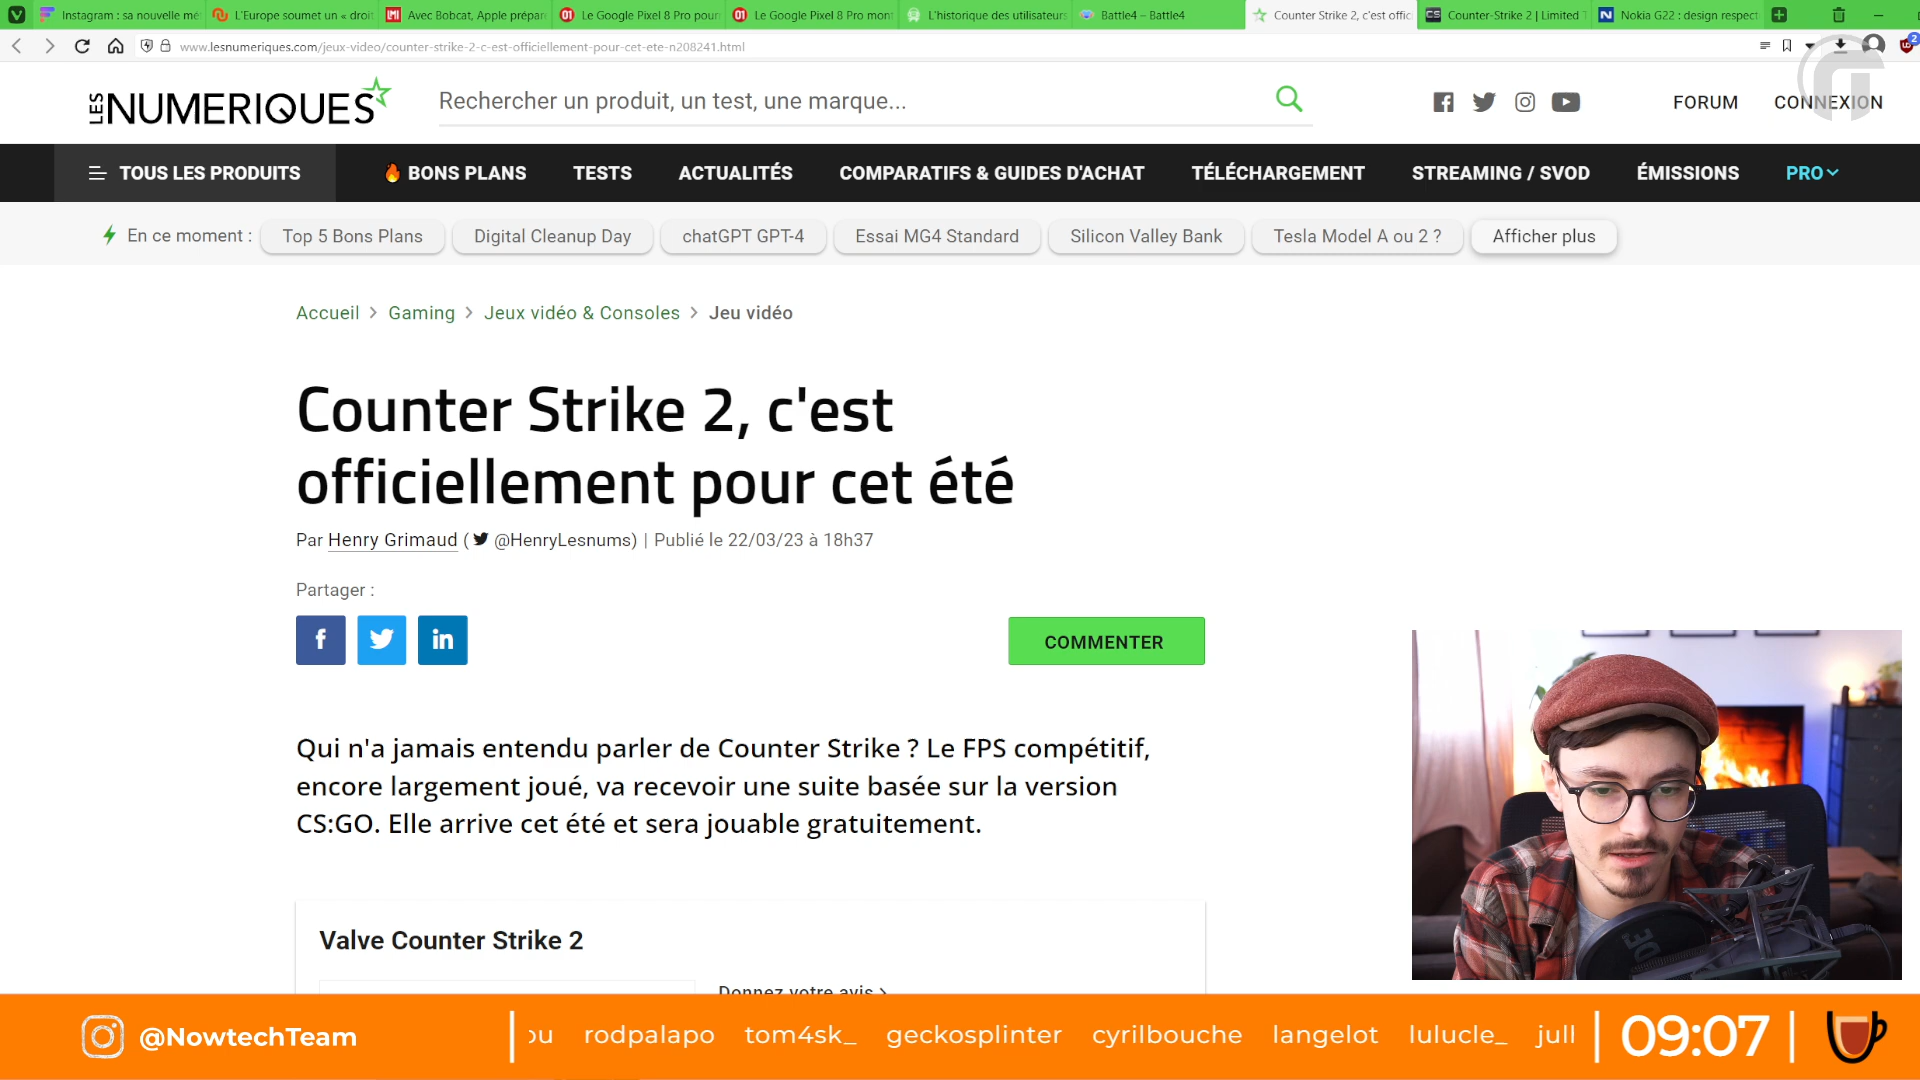 Instagram : sa nouvelle mé
L'Europe soumet un « droit
Avec Bobcat, Apple prépar
Le Google Pixel 8 Pro pour
Le Google Pixel 8 Pro mont
L'historique des utilisateurs
Battle4 – Battle4
Counter Strike 2, c'est offic
Counter-Strike 2 | Limited T
Nokia G22 : design respect
www.lesnumeriques.com/jeux-video/counter-strike-2-c-est-officiellement-pour-cet-ete-n208241.html
2
LES NUMERIQUES
Rechercher un produit, un test, une marque...
FORUM
CONNEXION
TOUS LES PRODUITS
BONS PLANS
TESTS
ACTUALITÉS
COMPARATIFS & GUIDES D'ACHAT
TÉLÉCHARGEMENT
STREAMING / SVOD
ÉMISSIONS
PRO
En ce moment :
Top 5 Bons Plans
Digital Cleanup Day
chatGPT GPT-4
Essai MG4 Standard
Silicon Valley Bank
Tesla Model A ou 2 ?
Afficher plus
Accueil > Gaming > Jeux vidéo & Consoles > Jeu vidéo
Counter Strike 2, c'est
officiellement pour cet été
Par Henry Grimaud ( @HenryLesnums) | Publié le 22/03/23 à 18h37
Partager :
COMMENTER
Qui n'a jamais entendu parler de Counter Strike ? Le FPS compétitif,
encore largement joué, va recevoir une suite basée sur la version
CS:GO. Elle arrive cet été et sera jouable gratuitement.
Valve Counter Strike 2
Donnez votre avis >
@NowtechTeam
ou rodpalapo tom4sk_ geckosplinter cyrilbouche langelot lulucle_ jull
09:07